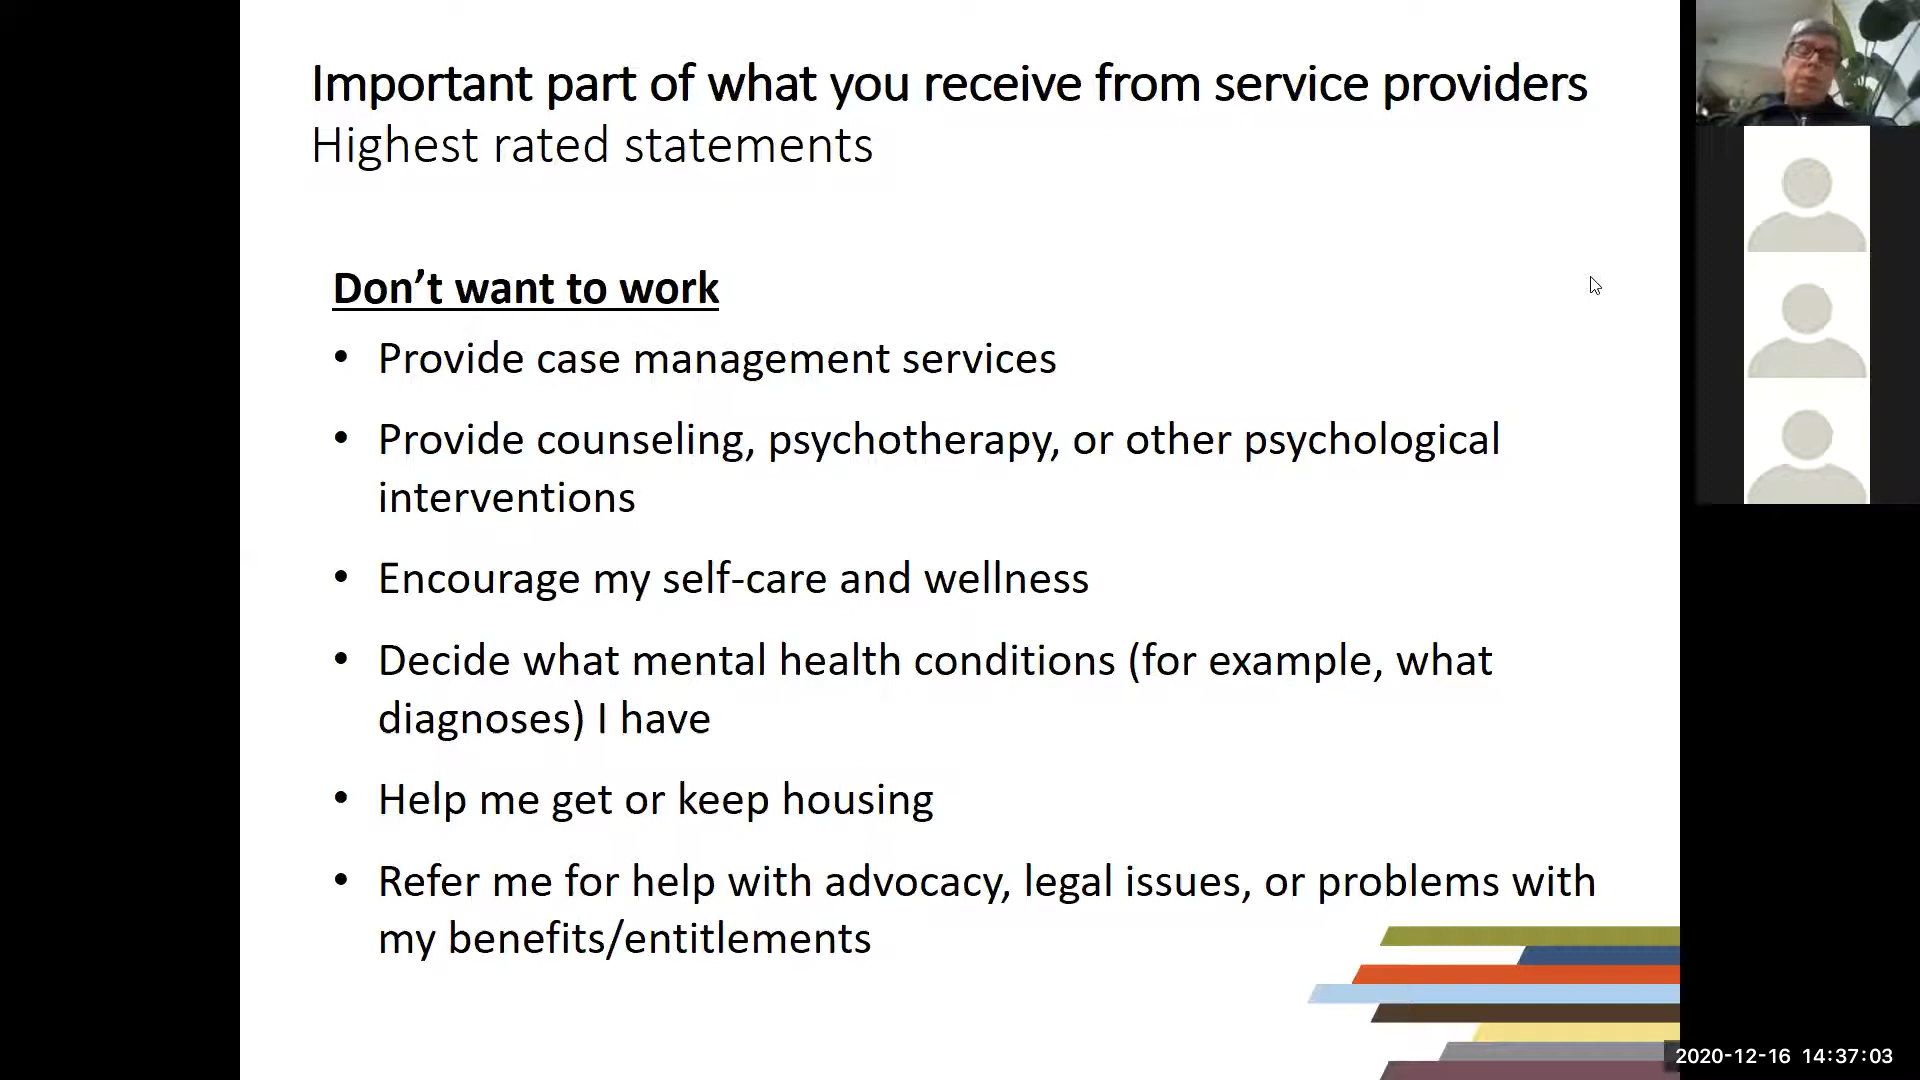 Important part of what you receive from service providers
Highest rated statements
Don’t want to work
• Provide case management services
• Provide counseling, psychotherapy, or other psychological
interventions
• Encourage my self-care and wellness
• Decide what mental health conditions (for example, what
diagnoses) I have
• Help me get or keep housing
• Refer me for help with advocacy, legal issues, or problems with
my benefits/entitlements
2020-12-16 14:37:03